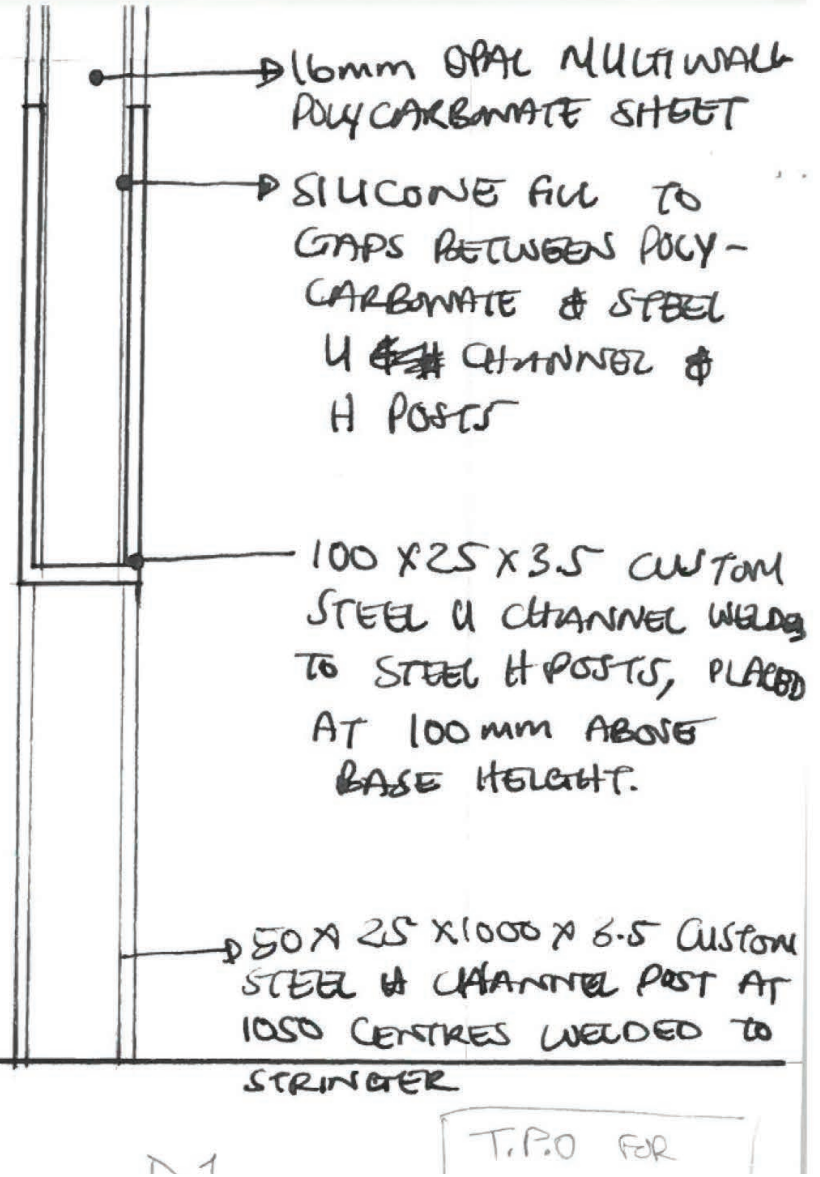 16mm OPAL MULTIWALL
POLYCARBONATE SHEET
SILICONE FILL TO
GAPS BETWEEN POLY-
CARBONATE & STEEL
U CHANNEL &
H POSTS
100 X 25 X 3.5 CUSTOM
STEEL U CHANNEL WELDED
TO STEEL H POSTS, PLACED
AT 100 mm ABOVE
BASE HEIGHT.
50 X 25 X 1000 X 6.5 CUSTOM
STEEL H CHANNEL POST AT
1050 CENTRES WELDED TO
STRINGER
T.P.O FOR